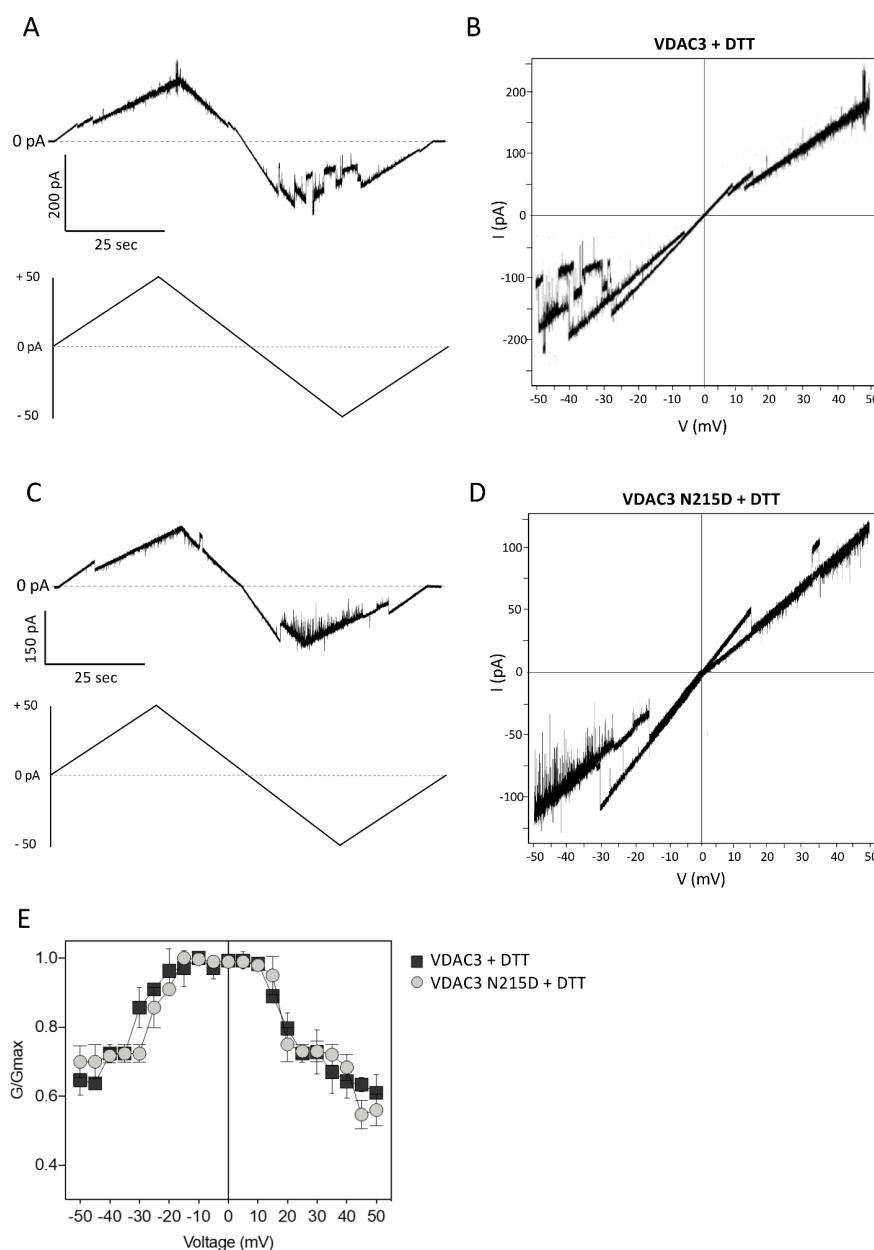 A
0 pA
200 pA
25 sec
+ 50
0 pA
- 50
B
VDAC3 + DTT
200
100
0
-100
-200
I (pA)
-50 -40 -30 -20 -10 0 10 20 30 40 50
V (mV)
C
0 pA
150 pA
25 sec
+ 50
0 pA
- 50
D
VDAC3 N215D + DTT
100
50
0
-50
-100
I (pA)
-50 -40 -30 -20 -10 0 10 20 30 40 50
V (mV)
E
1.0
0.8
0.6
0.4
G/Gmax
-50 -40 -30 -20 -10 0 10 20 30 40 50
Voltage (mV)
VDAC3 + DTT
VDAC3 N215D + DTT